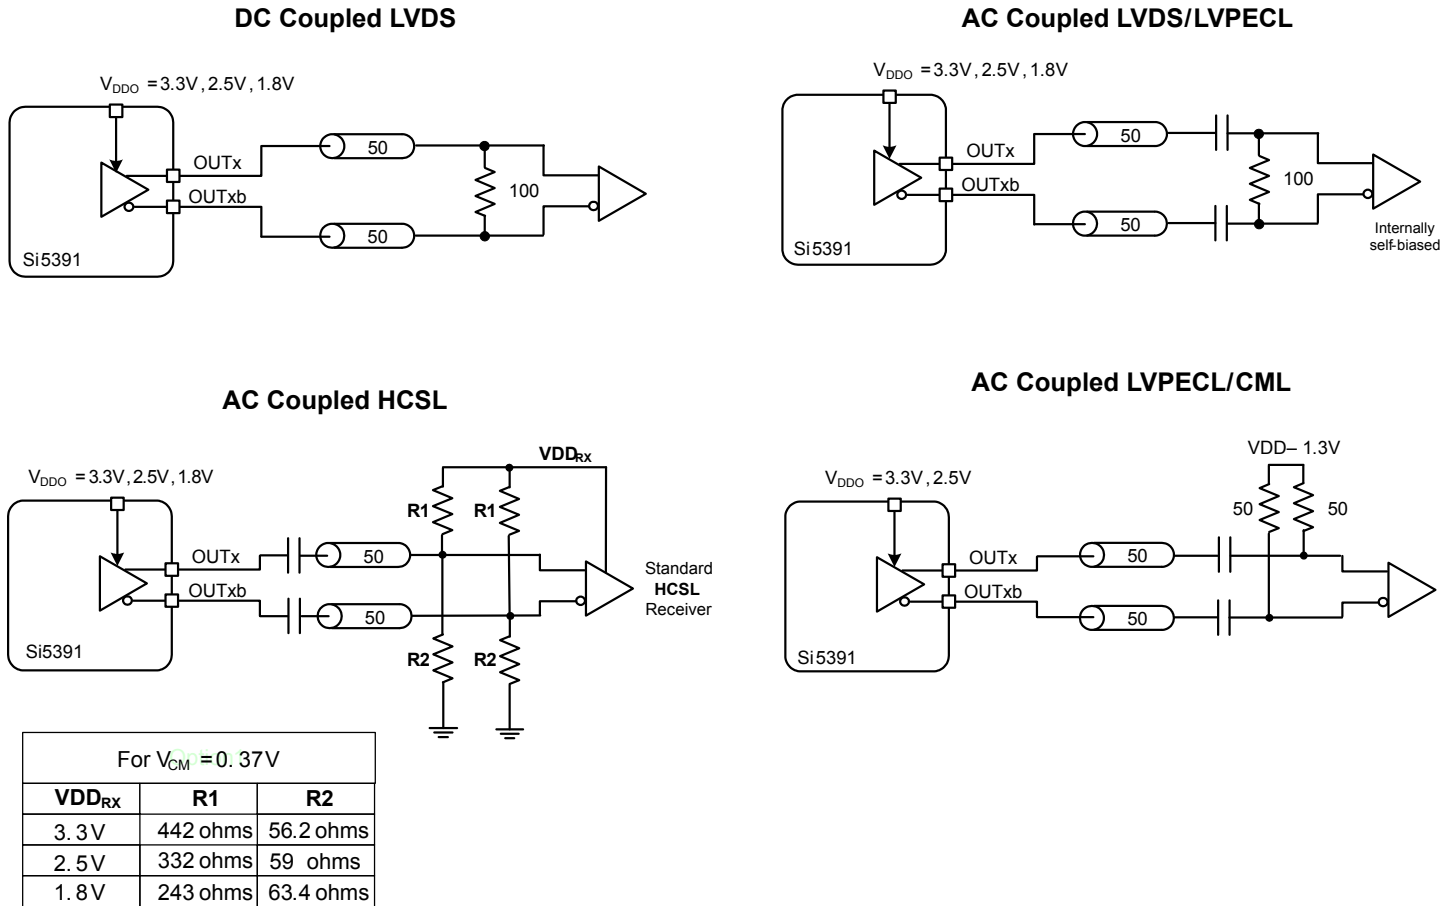 DC Coupled LVDS
VDDO =3.3V, 2.5V, 1.8V
OUTx
OUTxb
50
50
100
Si5391
AC Coupled LVDS/LVPECL
VDDO =3.3V, 2.5V, 1.8V
OUTx
OUTxb
50
50
100
Internally
self-biased
Si5391
AC Coupled HCSL
VDDO =3.3V, 2.5V, 1.8V
VDDRX
R1
R1
OUTx
OUTxb
50
50
Standard
HCSL
Receiver
R2
R2
Si5391
For VCM =0. 37V
VDDRX R1 R2
3. 3V 442 ohms 56.2 ohms
2. 5V 332 ohms 59 ohms
1. 8V 243 ohms 63.4 ohms
AC Coupled LVPECL/CML
VDDO =3.3V, 2.5V
VDD– 1.3V
50
50
OUTx
OUTxb
50
50
Si5391